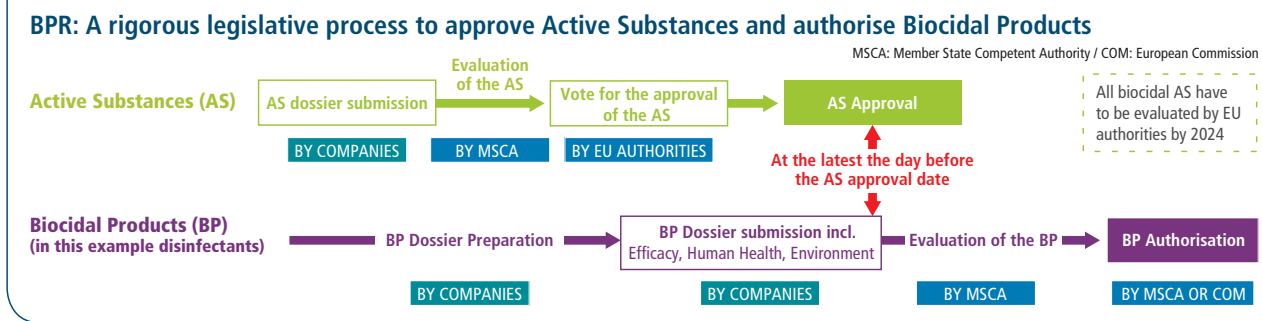 BPR: A rigorous legislative process to approve Active Substances and authorise Biocidal Products
MSCA: Member State Competent Authority / COM: European Commission
Active Substances (AS)
AS dossier submission
Evaluation
of the AS
Vote for the approval
of the AS
AS Approval
All biocidal AS have
to be evaluated by EU
authorities by 2024
BY COMPANIES
BY MSCA
BY EU AUTHORITIES
At the latest the day before
the AS approval date
Biocidal Products (BP)
(in this example disinfectants)
BP Dossier Preparation
BP Dossier submission incl.
Efficacy, Human Health, Environment
Evaluation of the BP
BP Authorisation
BY COMPANIES
BY COMPANIES
BY MSCA
BY MSCA OR COM